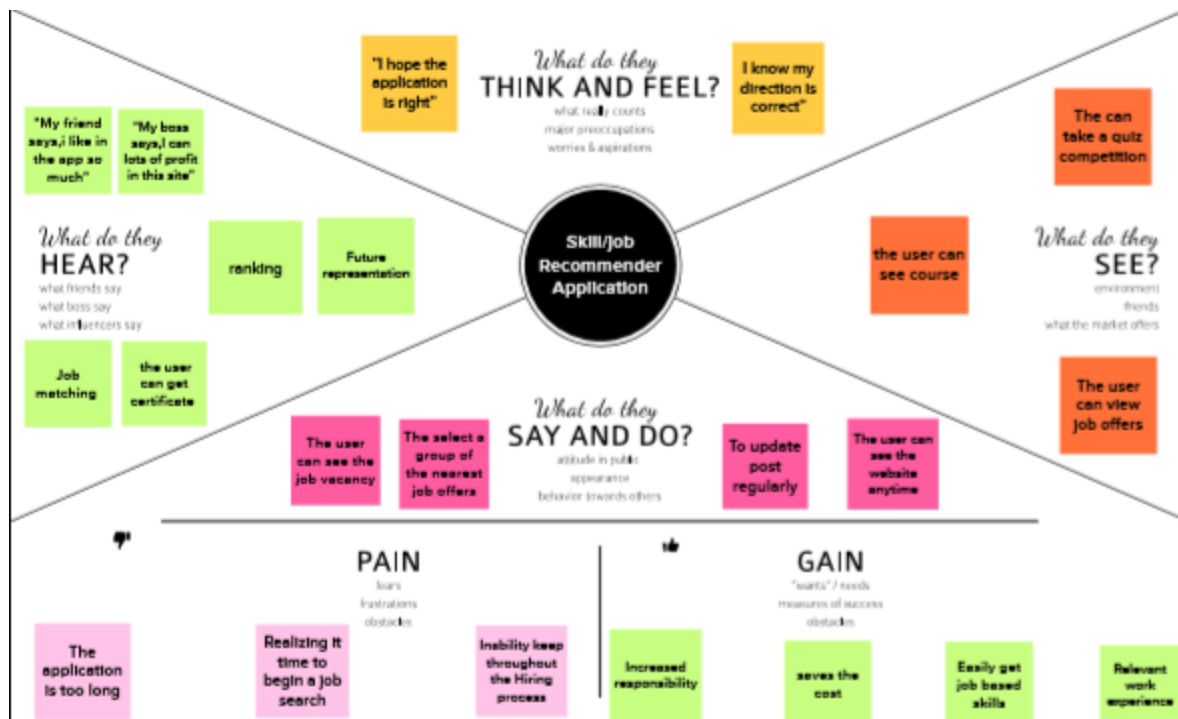 "I hope the
application
is right"
What do they
THINK AND FEEL?
what really counts
major preoccupations
worries & aspirations
I know my
direction is
correct"
"My friend
says,i like in
the app so
much"
"My boss
says,I can
lots of profit
in this site"
What do they
HEAR?
what friends say
what boss say
what influencers say
ranking
Future
representation
Job
matching
the user
can get
certificate
Skill/Job
Recommender
Application
The can
take a quiz
competition
the user can
see course
What do they
SEE?
environment
friends
what the market offers
The user
can view
job offers
What do they
SAY AND DO?
attitude in public
appearance
behavior towards others
The user
can see the
job vacancy
The select a
group of
the nearest
job offers
To update
post
regularly
The user can
see the
website
anytime
PAIN
fears
frustrations
obstacles
The
application
is too long
Realizing it
time to
begin a job
search
Inability keep
throughout
the Hiring
process
GAIN
"wants" / needs
measures of success
obstacles
Increased
responsibility
saves the
cost
Easily get
job based
skills
Relevant
work
experience